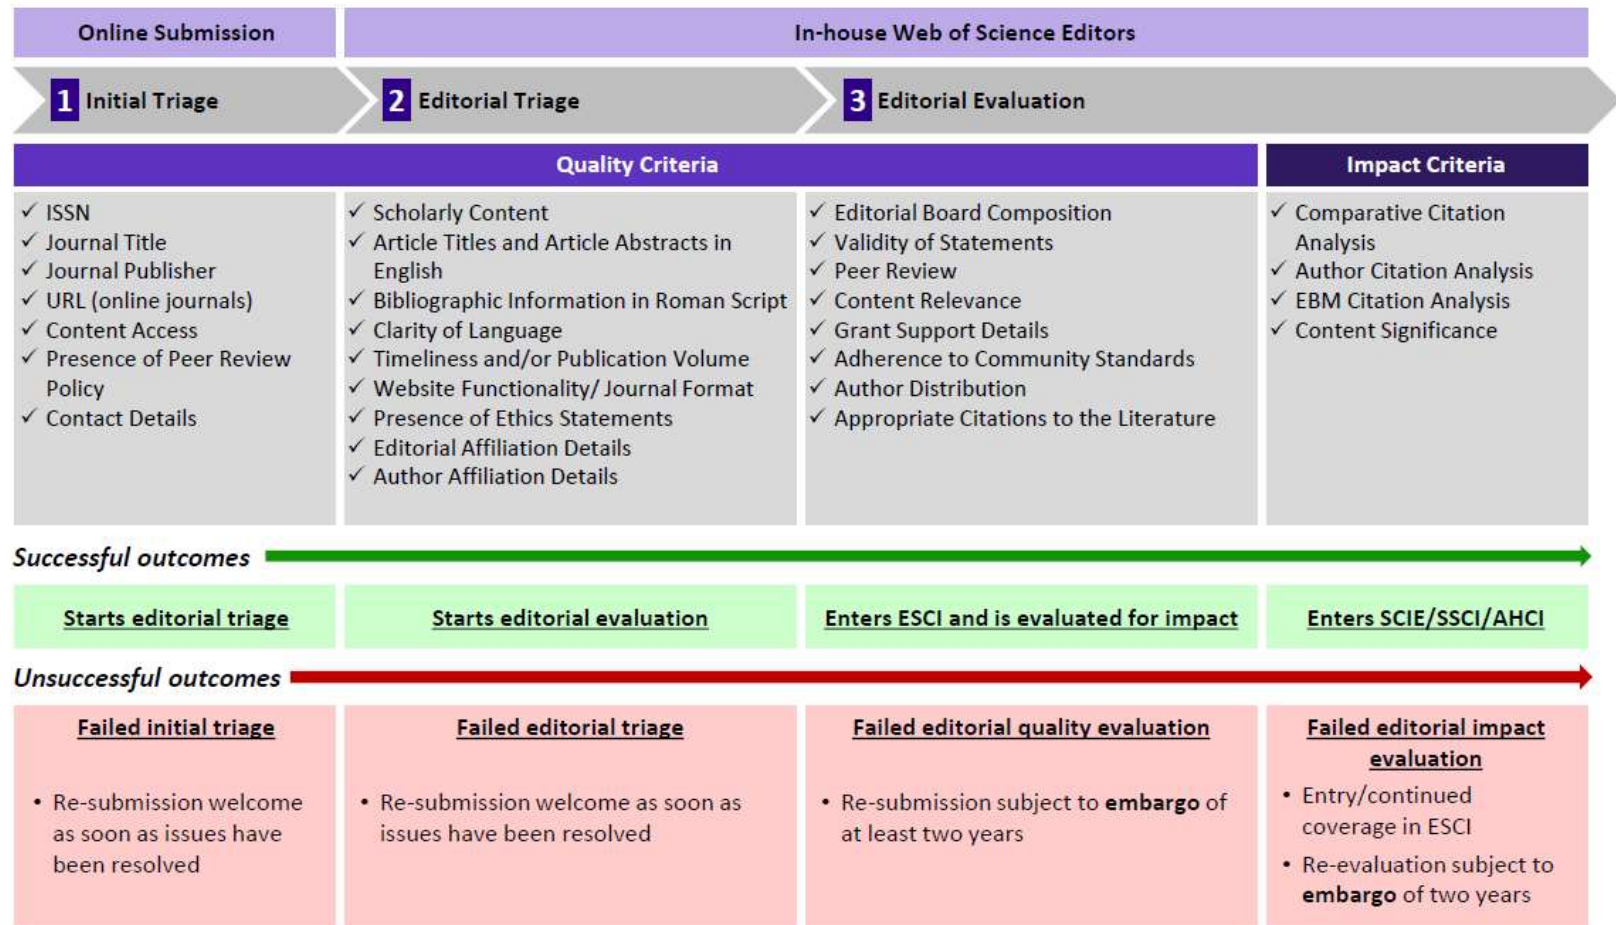 Online Submission
In-house Web of Science Editors
1 Initial Triage
2 Editorial Triage
3 Editorial Evaluation
Quality Criteria
Impact Criteria
✓ ISSN
✓ Journal Title
✓ Journal Publisher
✓ URL (online journals)
✓ Content Access
✓ Presence of Peer Review
Policy
✓ Contact Details
✓ Scholarly Content
✓ Article Titles and Article Abstracts in
English
✓ Bibliographic Information in Roman Script
✓ Clarity of Language
✓ Timeliness and/or Publication Volume
✓ Website Functionality/ Journal Format
✓ Presence of Ethics Statements
✓ Editorial Affiliation Details
✓ Author Affiliation Details
✓ Editorial Board Composition
✓ Validity of Statements
✓ Peer Review
✓ Content Relevance
✓ Grant Support Details
✓ Adherence to Community Standards
✓ Author Distribution
✓ Appropriate Citations to the Literature
✓ Comparative Citation
Analysis
✓ Author Citation Analysis
✓ EBM Citation Analysis
✓ Content Significance
Successful outcomes
Starts editorial triage
Starts editorial evaluation
Enters ESCI and is evaluated for impact
Enters SCIE/SSCI/AHCI
Unsuccessful outcomes
Failed initial triage
• Re-submission welcome
as soon as issues have
been resolved
Failed editorial triage
• Re-submission welcome as soon as
issues have been resolved
Failed editorial quality evaluation
• Re-submission subject to embargo of
at least two years
Failed editorial impact
evaluation
• Entry/continued
coverage in ESCI
• Re-evaluation subject to
embargo of two years